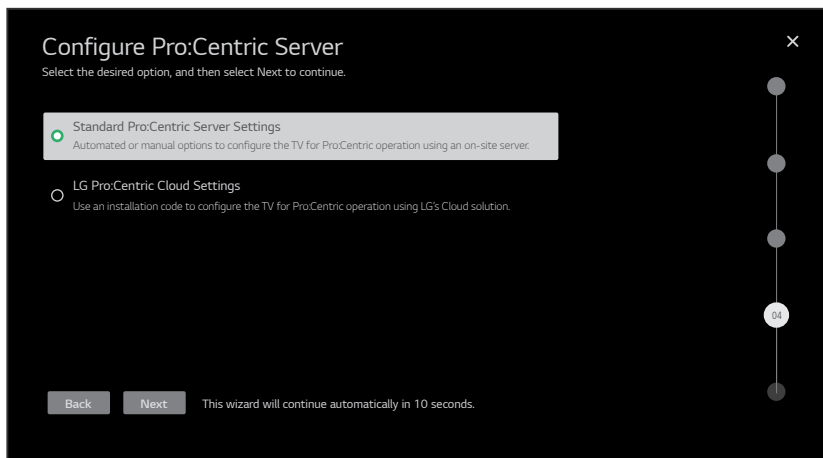 Configure Pro:Centric Server
Select the desired option, and then select Next to continue.
Standard Pro:Centric Server Settings
Automated or manual options to configure the TV for Pro:Centric operation using an on-site server.
LG Pro:Centric Cloud Settings
Use an installation code to configure the TV for Pro:Centric operation using LG's Cloud solution.
04
Back Next This wizard will continue automatically in 10 seconds.